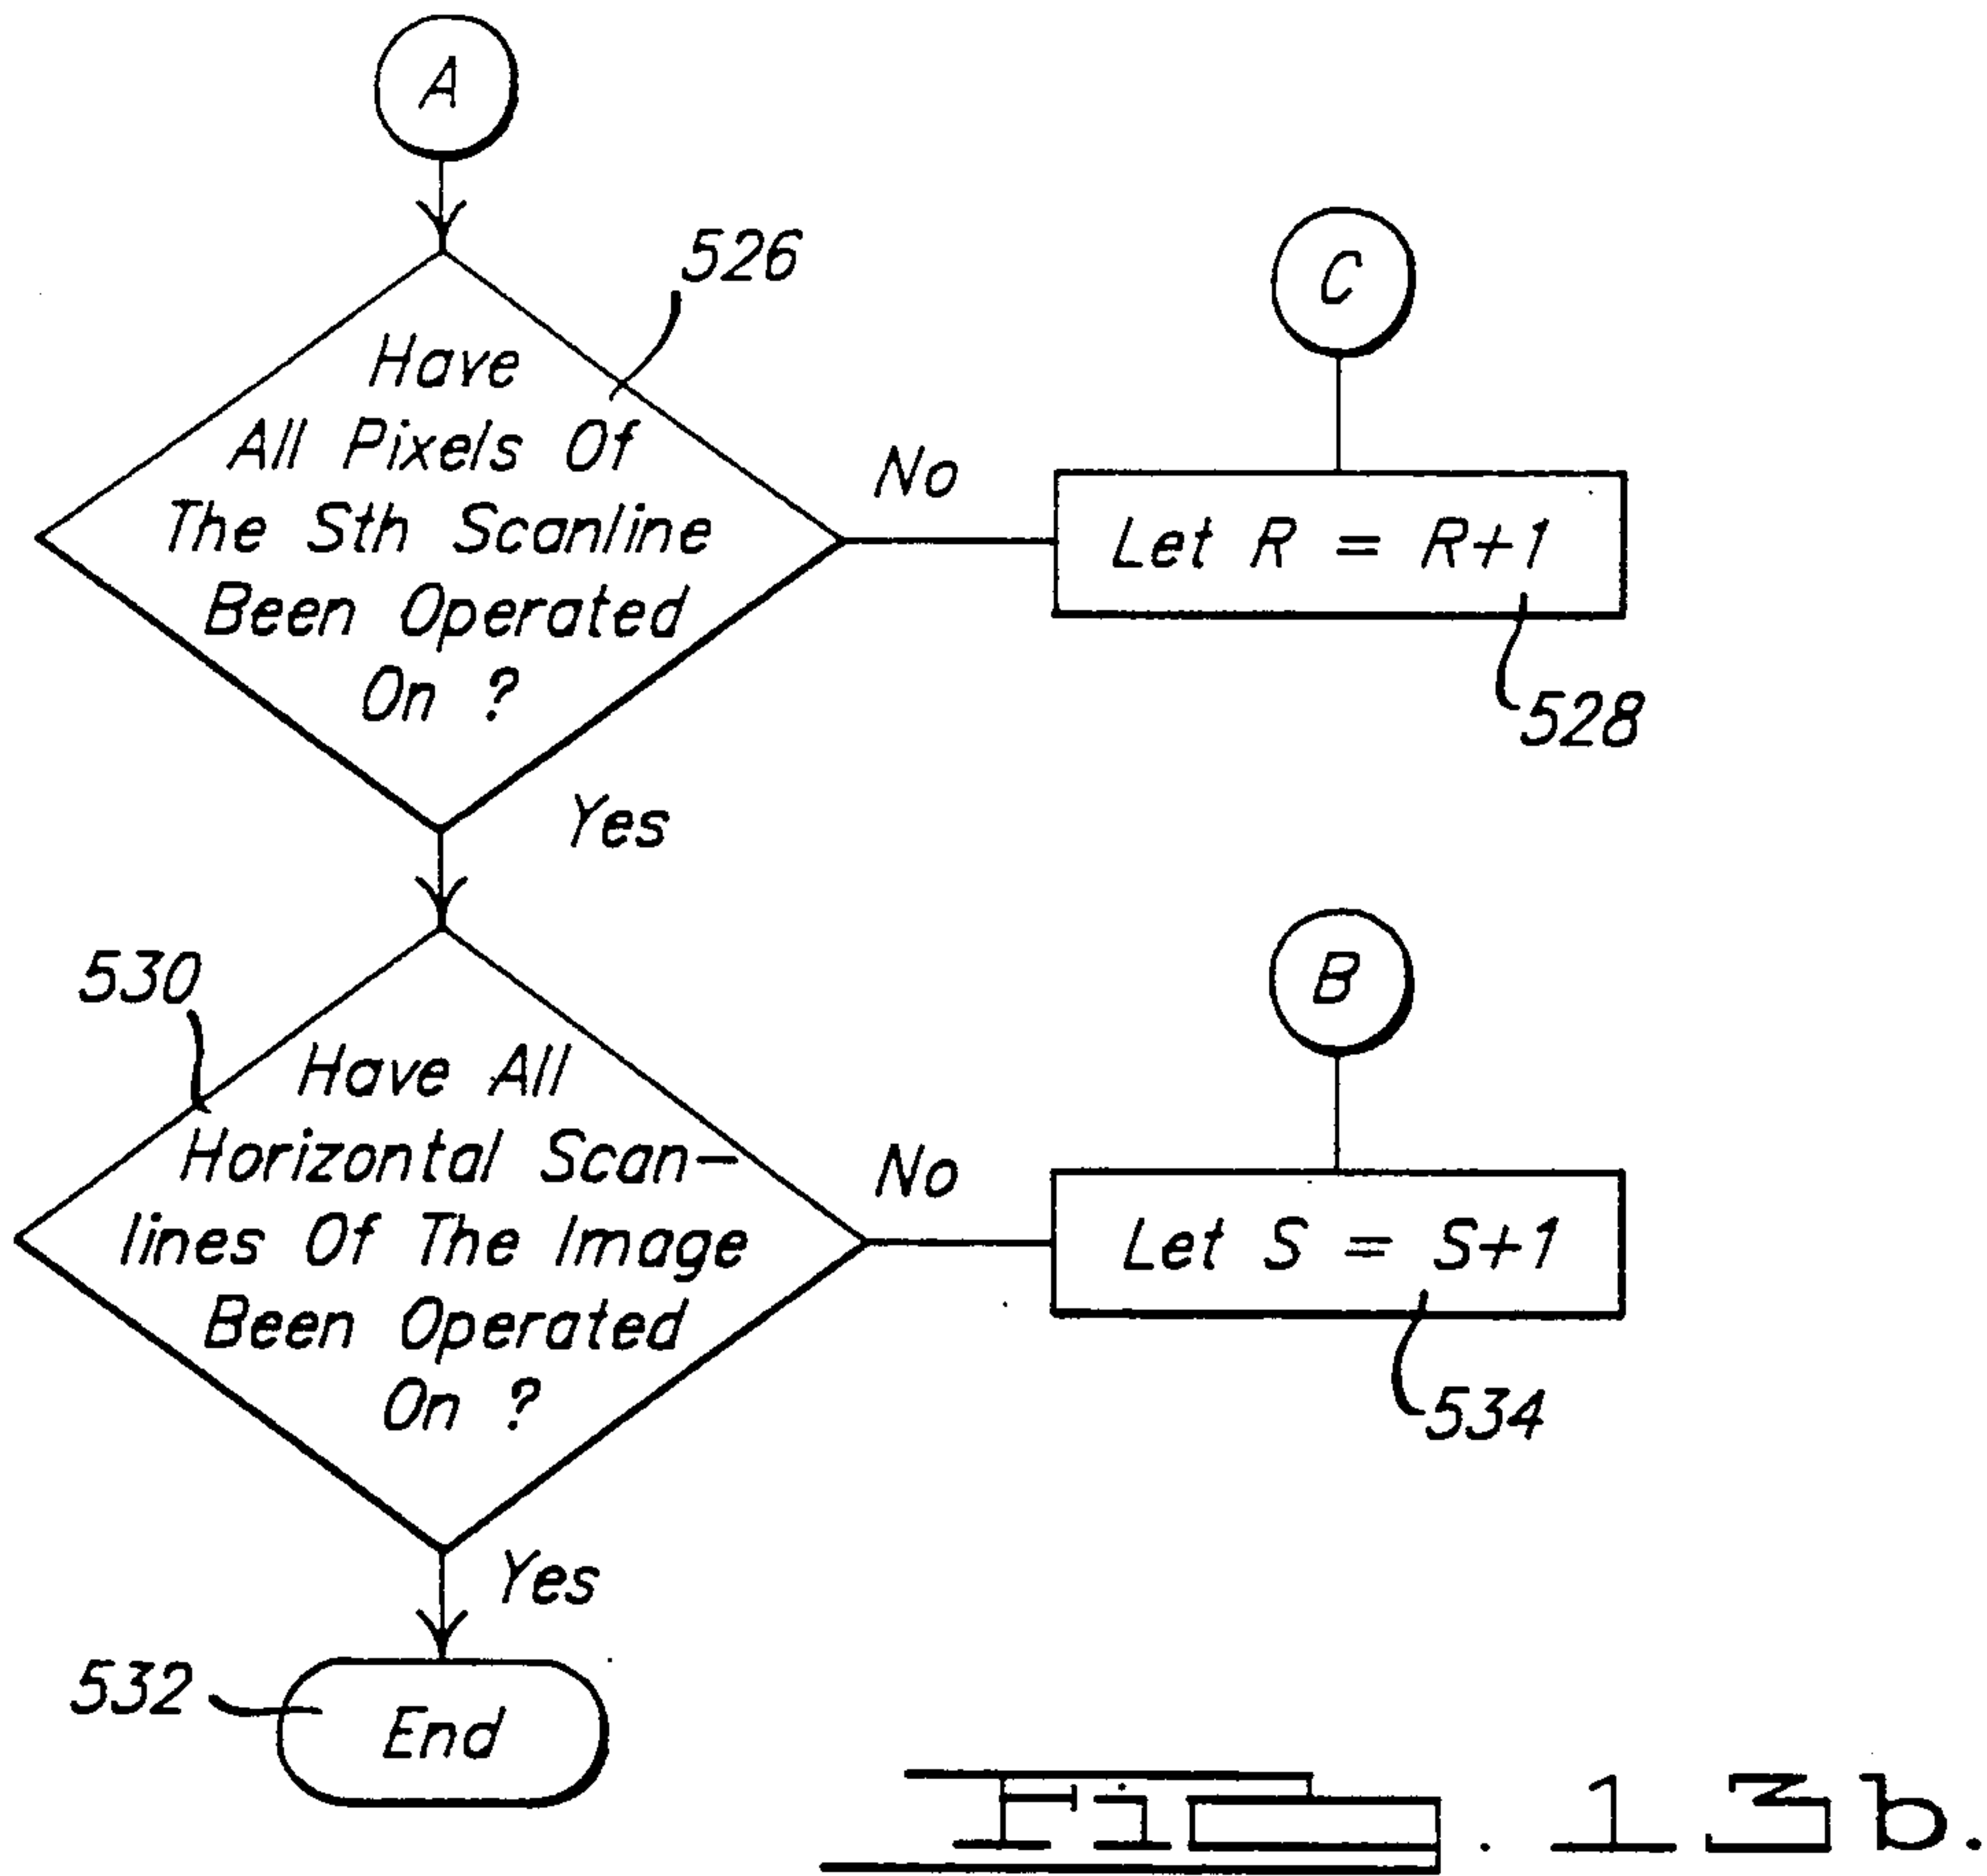 A
526
Have
All Pixels Of
The Sth Scanline
Been Operated
On ?
No
C
Let R = R+1
528
Yes
530
Have All
Horizontal Scan-
lines Of The Image
Been Operated
On ?
No
B
Let S = S+1
534
Yes
532
End
Fig. 13b.